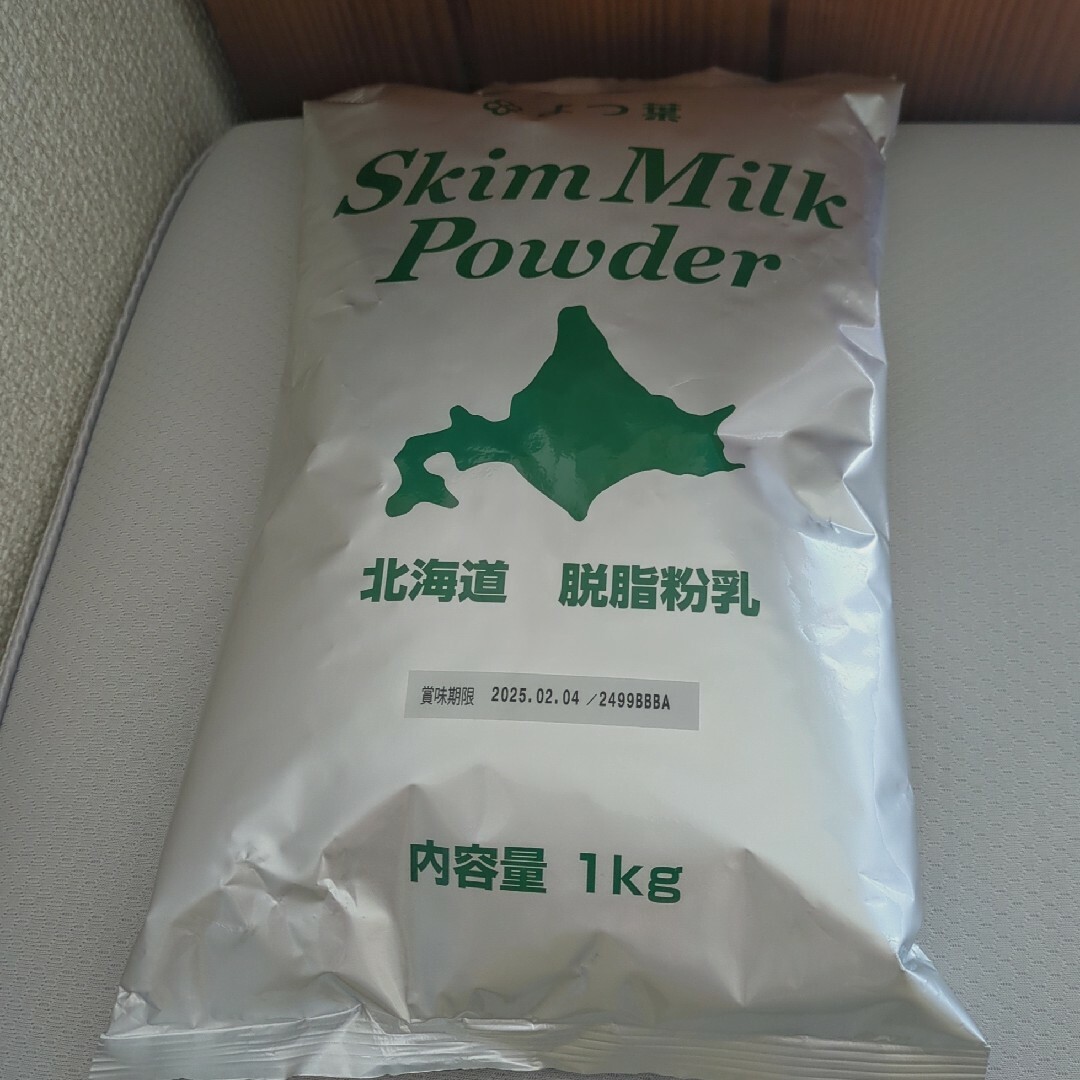 よつ葉
Skim Milk
Powder
北海道 脱脂粉乳
賞味期限 2025.02.04 /2499BBBA
内容量 1kg